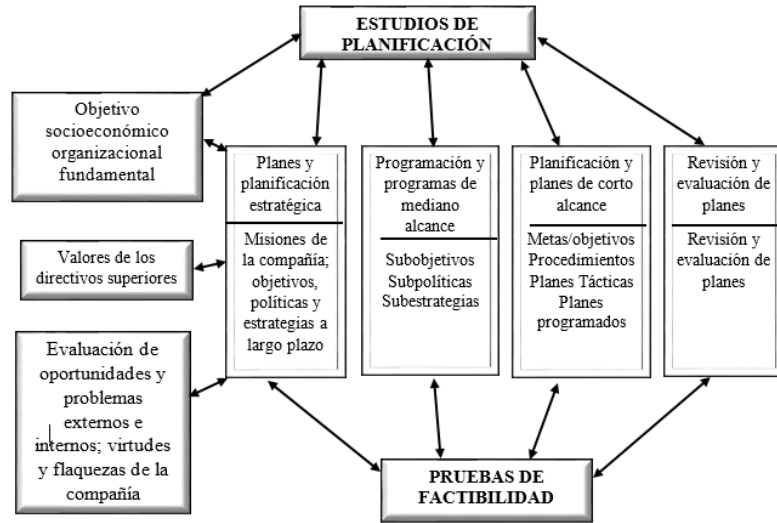 ESTUDIOS DE
PLANIFICACIÓN
Objetivo
socioeconómico
organizacional
fundamental
Valores de los
directivos superiores
Evaluación de
oportunidades y
problemas
externos e
internos; virtudes
y flaquezas de la
compañía
Planes y
planificación
estratégica
Misiones de
la compañía;
objetivos,
políticas y
estrategias a
largo plazo
Programación y
programas de
mediano
alcance
Subobjetivos
Subpolíticas
Subestrategias
Planificación y
planes de corto
alcance
Metas/objetivos
Procedimientos
Planes Tácticas
Planes
programados
Revisión y
evaluación de
planes
Revisión y
evaluación de
planes
PRUEBAS DE
FACTIBILIDAD